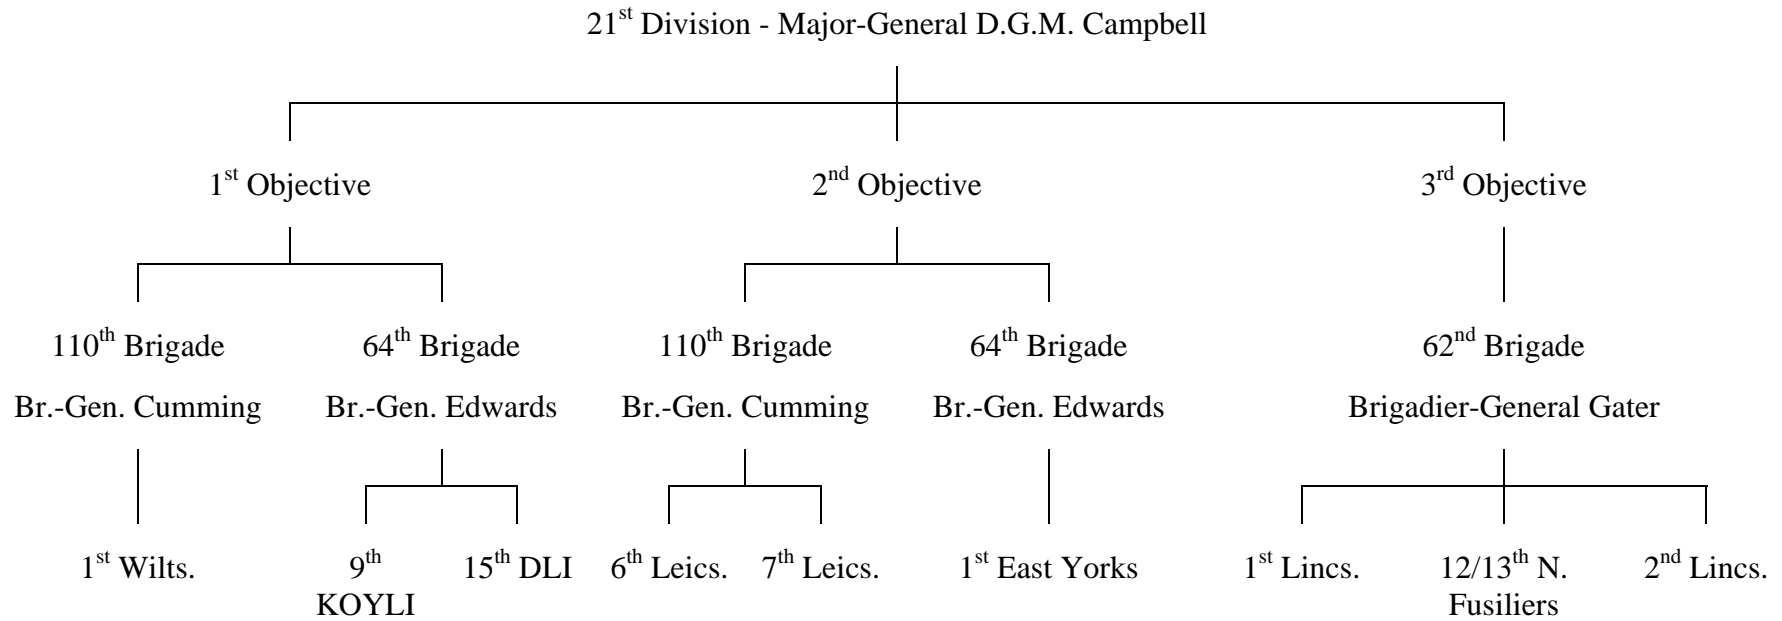 21st Division - Major-General D.G.M. Campbell
1st Objective 2nd Objective 3rd Objective
110th Brigade 64th Brigade 110th Brigade 64th Brigade 62nd Brigade
Br.-Gen. Cumming Br.-Gen. Edwards Br.-Gen. Cumming Br.-Gen. Edwards Brigadier-General Gater
1st Wilts. 9th 15th DLI 6th Leics. 7th Leics. 1st East Yorks 1st Lincs. 12/13th N. 2nd Lincs.
KOYLI Fusiliers